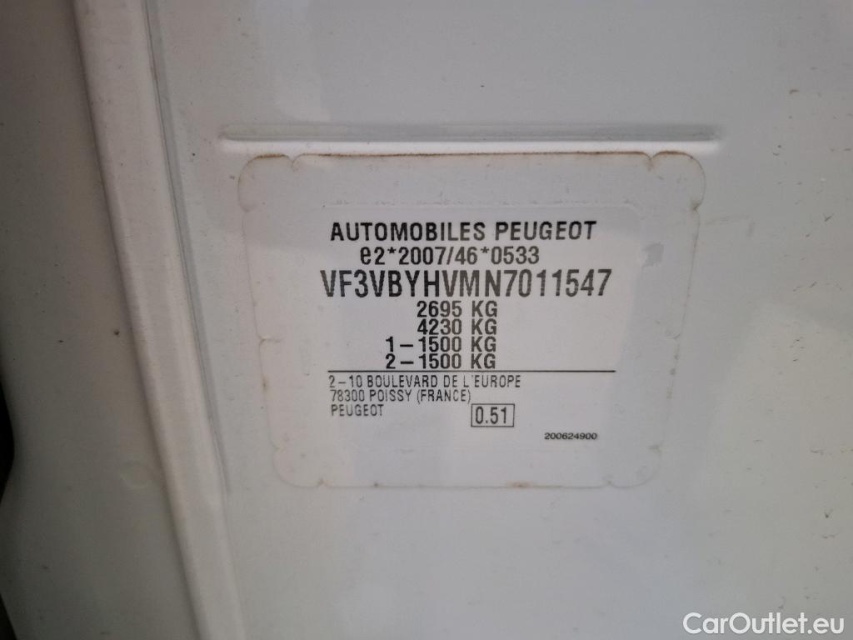 AUTOMOBILES PEUGEOT
e2*2007/46*0533
VF3VBYHVMN7011547
2695 KG
4230 KG
1-1500 KG
2-1500 KG
2-10 BOULEVARD DE L'EUROPE
78300 POISSY (FRANCE)
PEUGEOT
0.51
200624900
CarOutlet.eu